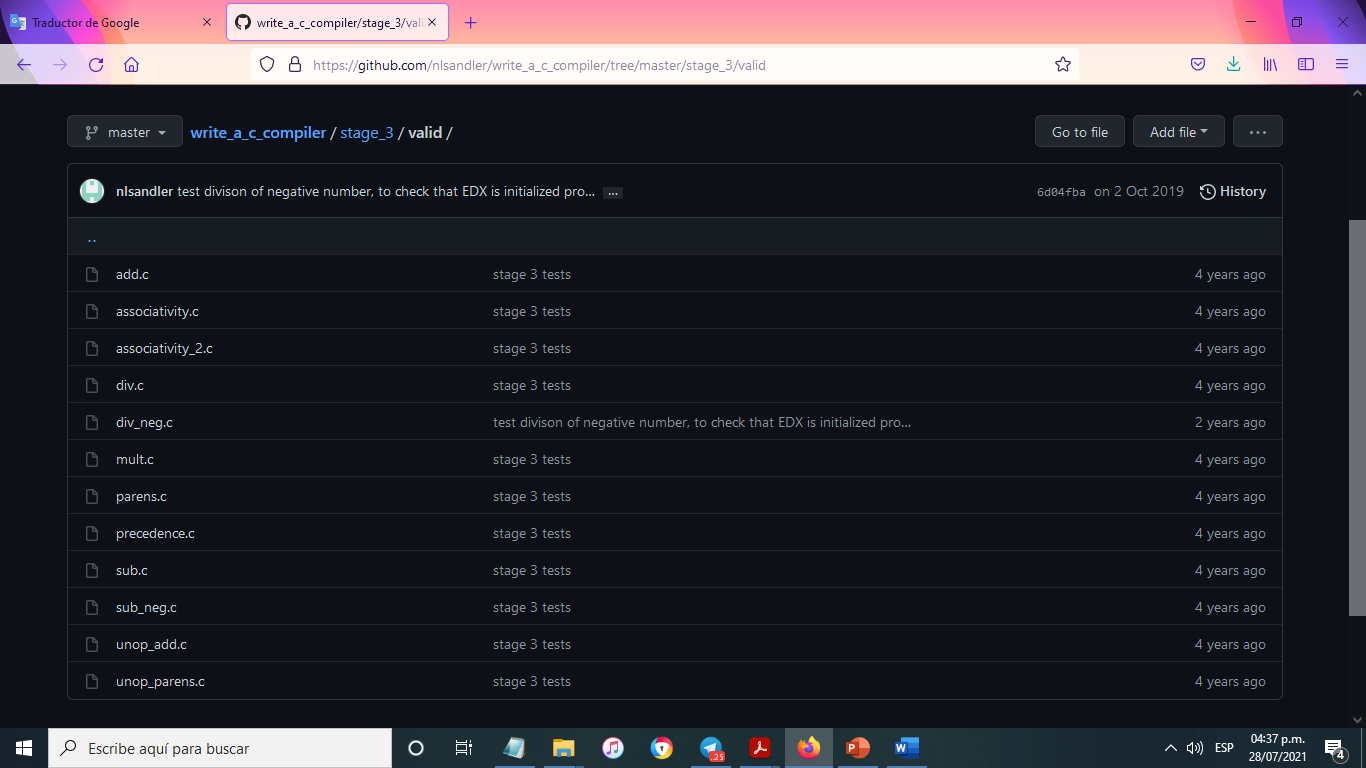 Traductor de Google
write_a_c_compiler/stage_3/vali
https://github.com/nlsandler/write_a_c_compiler/tree/master/stage_3/valid
master
write_a_c_compiler / stage_3 / valid /
Go to file
Add file
...
nlsandler test divison of negative number, to check that EDX is initialized pro... ...
6d04fba on 2 Oct 2019 History
..
add.c stage 3 tests 4 years ago
associativity.c stage 3 tests 4 years ago
associativity_2.c stage 3 tests 4 years ago
div.c stage 3 tests 4 years ago
div_neg.c test divison of negative number, to check that EDX is initialized pro... 2 years ago
mult.c stage 3 tests 4 years ago
parens.c stage 3 tests 4 years ago
precedence.c stage 3 tests 4 years ago
sub.c stage 3 tests 4 years ago
sub_neg.c stage 3 tests 4 years ago
unop_add.c stage 3 tests 4 years ago
unop_parens.c stage 3 tests 4 years ago
Escribe aquí para buscar
.25
P
W
ESP
04:37 p.m.
28/07/2021
4